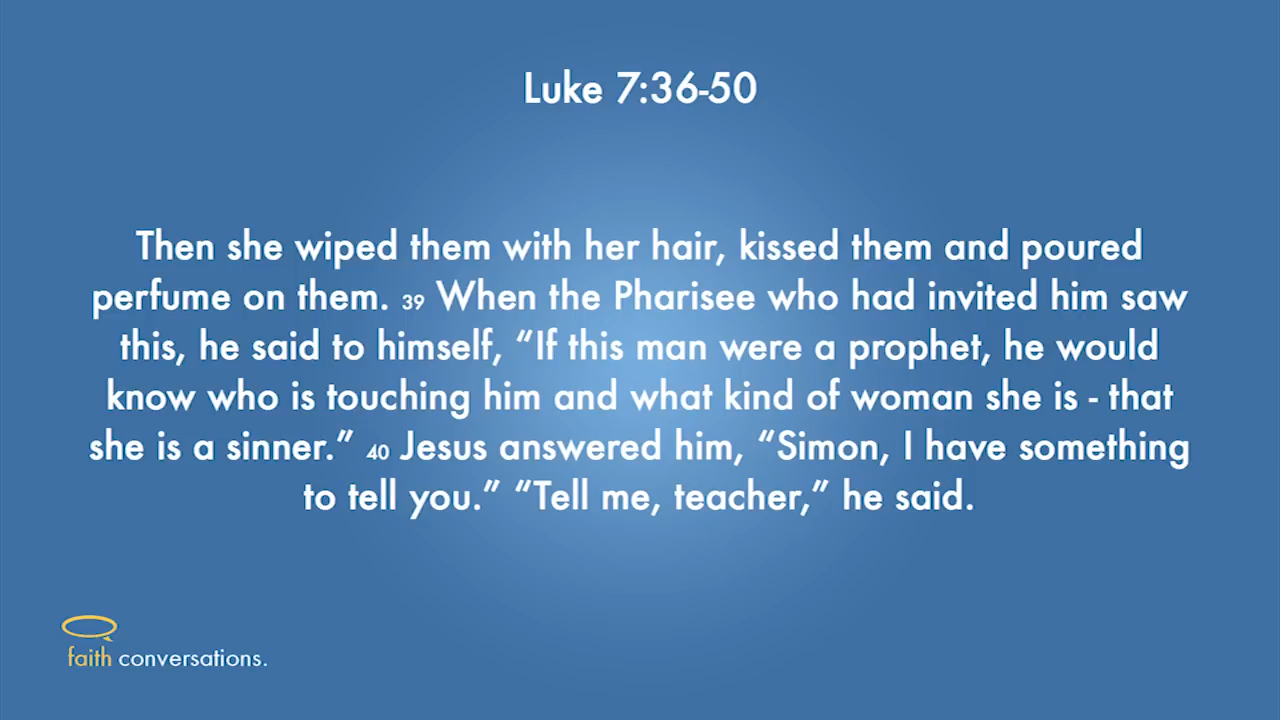 Luke 7:36-50
Then she wiped them with her hair, kissed them and poured
perfume on them. 39 When the Pharisee who had invited him saw
this, he said to himself, “If this man were a prophet, he would
know who is touching him and what kind of woman she is - that
she is a sinner.” 40 Jesus answered him, “Simon, I have something
to tell you.” “Tell me, teacher,” he said.
faith conversations.